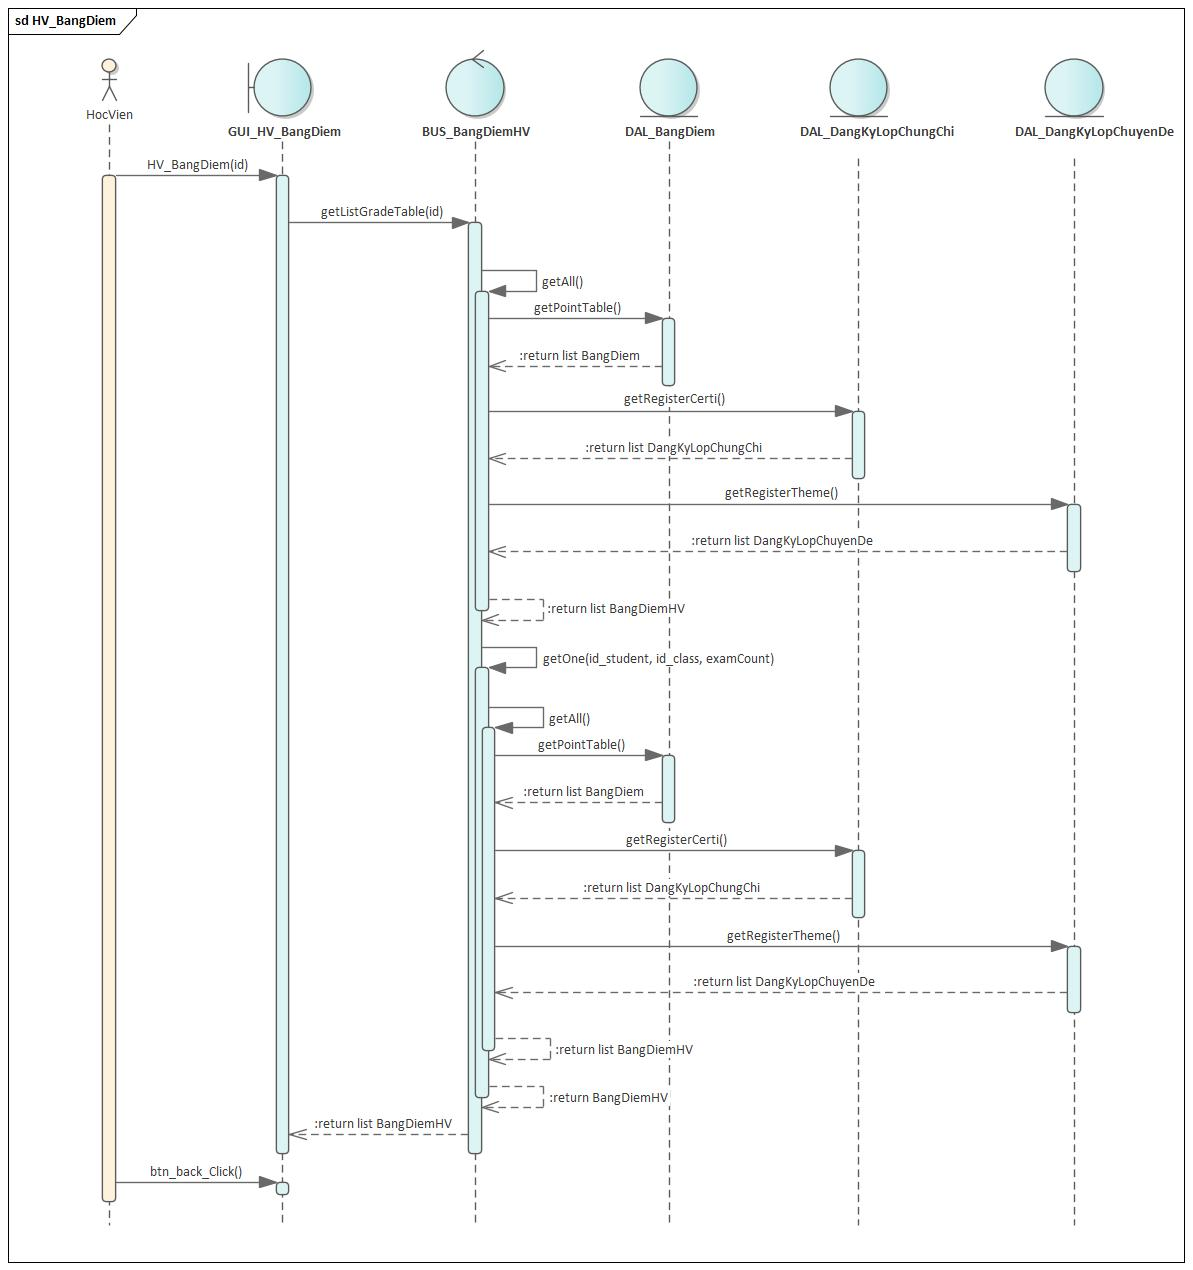 sd HV_BangDiem
HocVien
GUI_HV_BangDiem
BUS_BangDiemHV
DAL_BangDiem
DAL_DangKyLopChungChi
DAL_DangKyLopChuyenDe
HV_BangDiem(id)
getListGradeTable(id)
getAll()
getPointTable()
:return list BangDiem
getRegisterCerti()
:return list DangKyLopChungChi
getRegisterTheme()
:return list DangKyLopChuyenDe
:return list BangDiemHV
getOne(id_student, id_class, examCount)
getAll()
getPointTable()
:return list BangDiem
getRegisterCerti()
:return list DangKyLopChungChi
getRegisterTheme()
:return list DangKyLopChuyenDe
:return list BangDiemHV
:return BangDiemHV
:return list BangDiemHV
btn_back_Click()